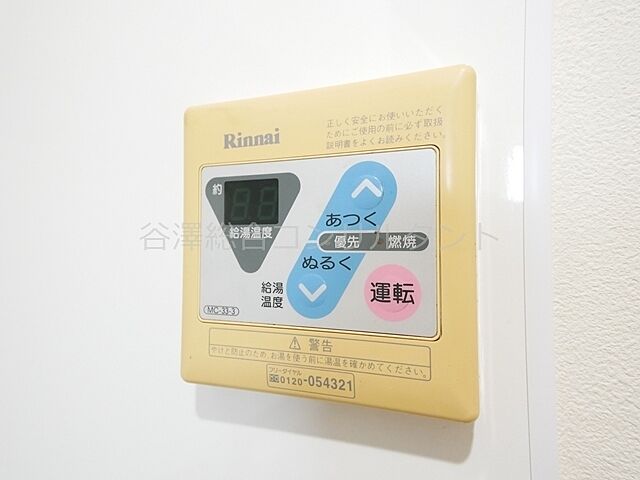 Rinnai
正しく安全にお使いいただく
ためにご使用の前に必ず取扱
説明書をよくお読みください。
約
給湯温度
あつく
優先 燃焼
ぬるく
給湯
温度
運転
MC-33-3
谷澤総合コンサルタント
警告
やけど防止のため、お湯を使う前に湯温を確かめてください。
フリーダイヤル
0120-054321